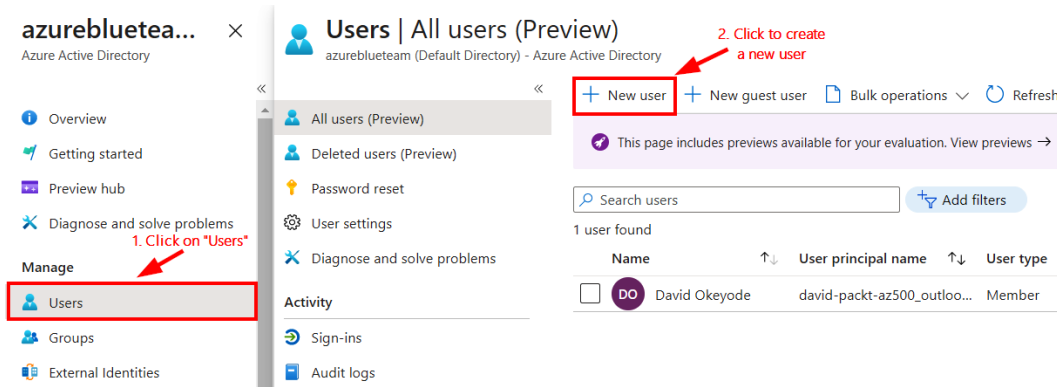 azurebluetea...
Azure Active Directory
Overview
Getting started
Preview hub
Diagnose and solve problems
1. Click on "Users"
Manage
Users
Groups
External Identities
Users | All users (Preview)
azureblueteam (Default Directory) - Azure Active Directory
All users (Preview)
Deleted users (Preview)
Password reset
User settings
Diagnose and solve problems
Activity
Sign-ins
Audit logs
2. Click to create
a new user
New user
New guest user
Bulk operations
Refresh
This page includes previews available for your evaluation. View previews →
Search users
Add filters
1 user found
Name
User principal name
User type
DO
David Okeyode
david-packt-az500_outloo...
Member